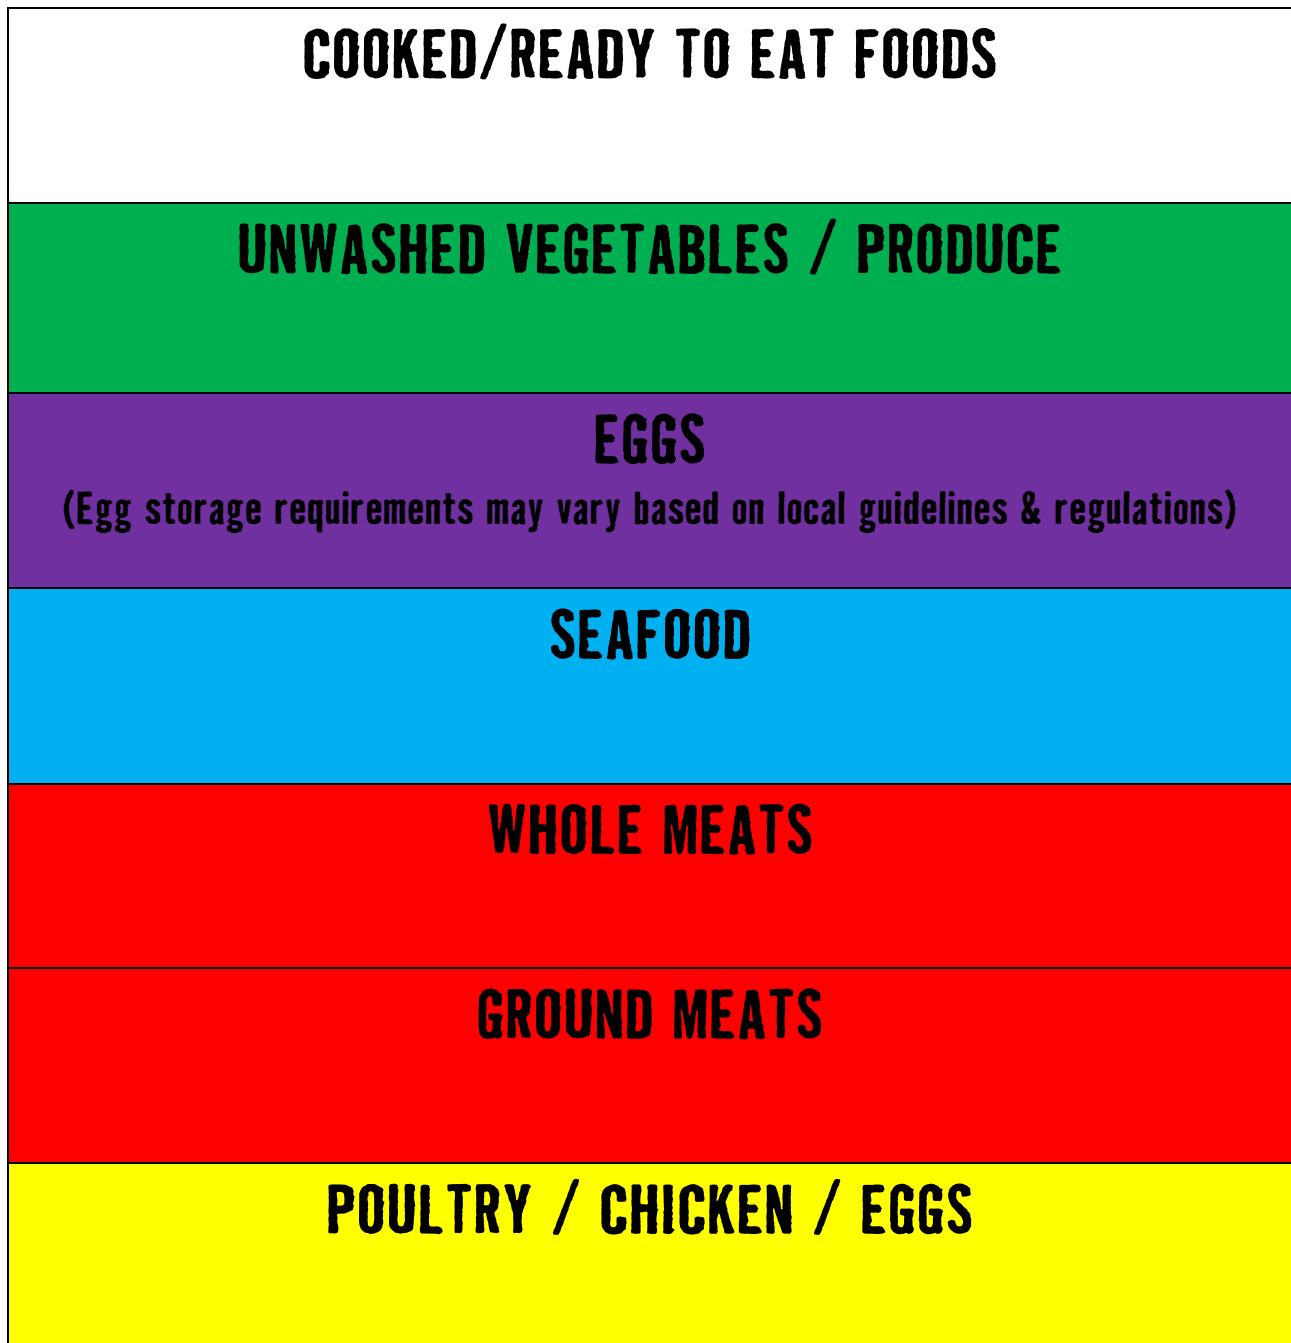 COOKED/READY TO EAT FOODS
UNWASHED VEGETABLES / PRODUCE
EGGS
(Egg storage requirements may vary based on local guidelines & regulations)
SEAFOOD
WHOLE MEATS
GROUND MEATS
POULTRY / CHICKEN / EGGS